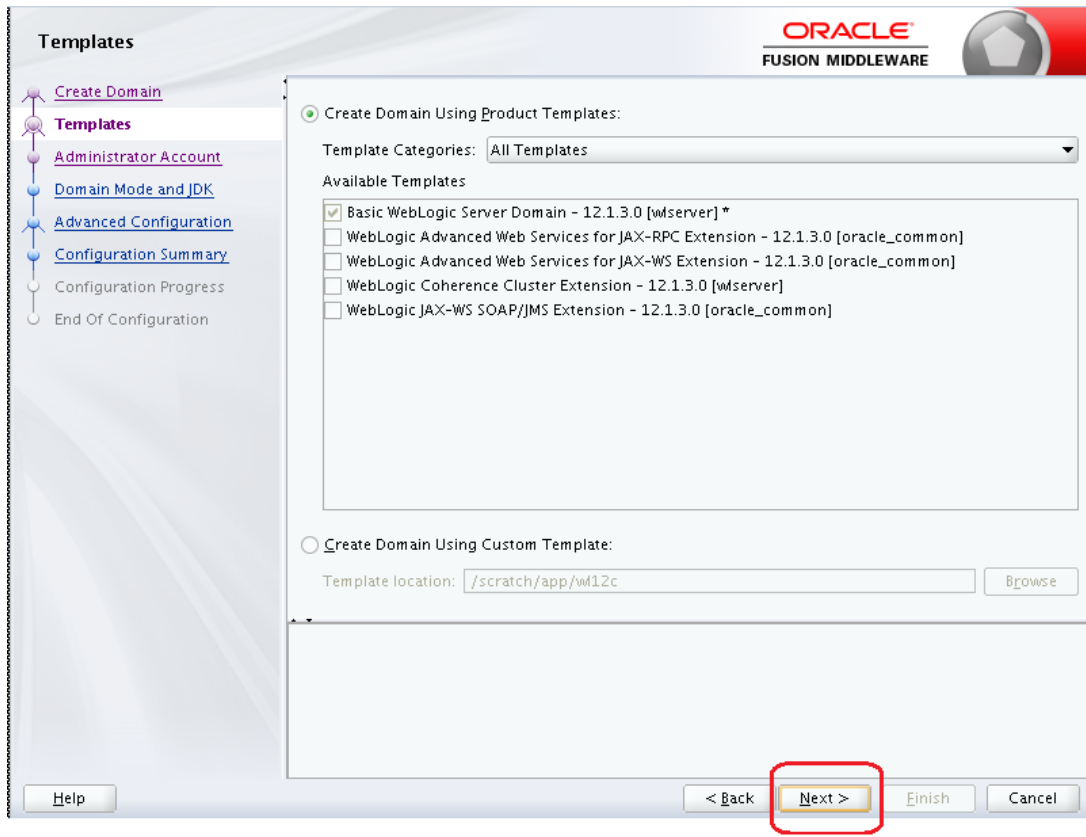 Templates
ORACLE
FUSION MIDDLEWARE
Create Domain
Templates
Administrator Account
Domain Mode and JDK
Advanced Configuration
Configuration Summary
Configuration Progress
End Of Configuration
Create Domain Using Product Templates:
Template Categories: All Templates
Available Templates
Basic WebLogic Server Domain - 12.1.3.0 [wlserver] *
WebLogic Advanced Web Services for JAX-RPC Extension - 12.1.3.0 [oracle_common]
WebLogic Advanced Web Services for JAX-WS Extension - 12.1.3.0 [oracle_common]
WebLogic Coherence Cluster Extension - 12.1.3.0 [wlserver]
WebLogic JAX-WS SOAP/JMS Extension - 12.1.3.0 [oracle_common]
Create Domain Using Custom Template:
Template location: /scratch/app/wl12c Browse
Help < Back Next > Finish Cancel